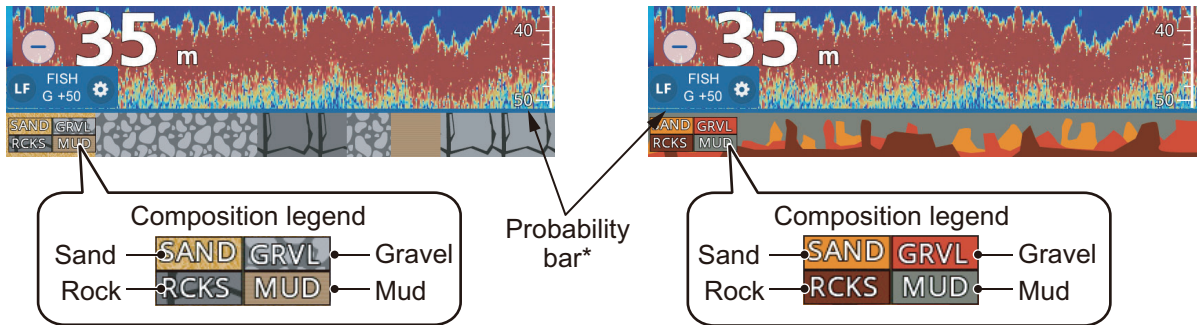 35 m
40
LF FISH
G +50
50
SAND GRVL
RCKS MUD
Composition legend
Sand SAND GRVL Gravel
Rock RCKS MUD Mud
Probability
bar*
35 m
40
LF FISH
G +50
50
SAND GRVL
RCKS MUD
Composition legend
Sand SAND GRVL Gravel
Rock RCKS MUD Mud